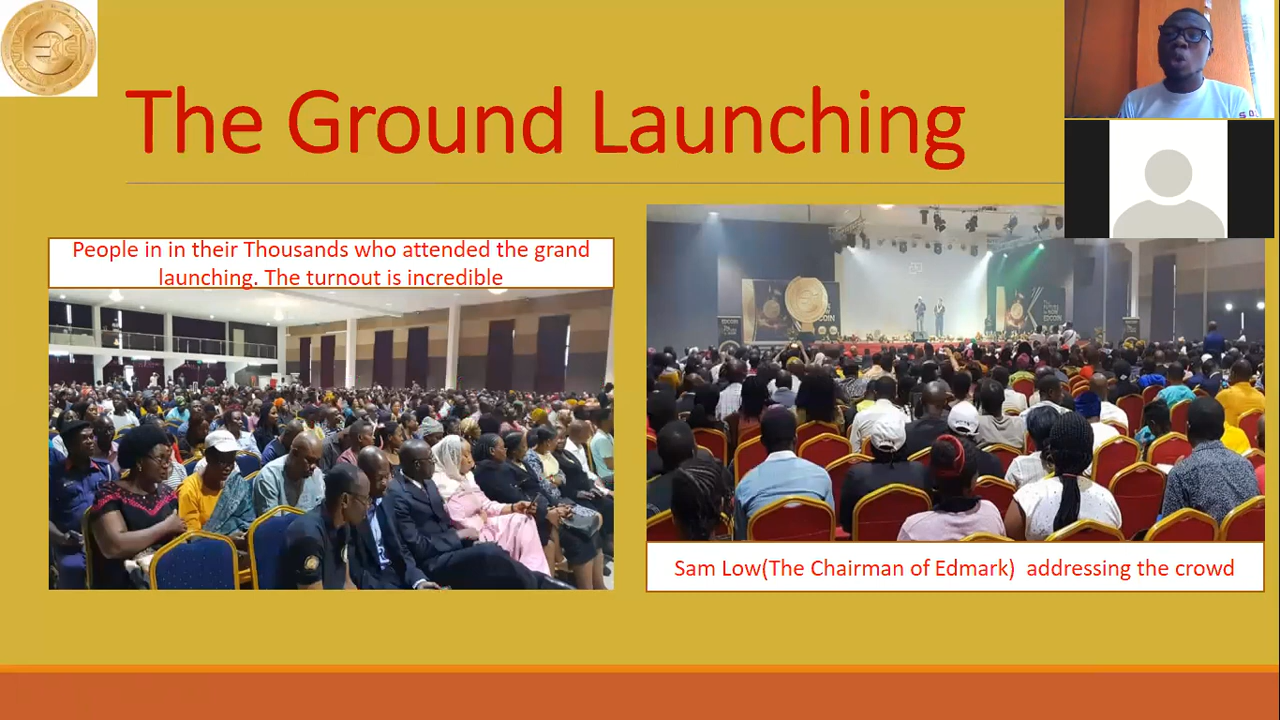 The Ground Launching
People in in their Thousands who attended the grand
launching. The turnout is incredible
EDCOIN
Sam Low(The Chairman of Edmark)  addressing the crowd